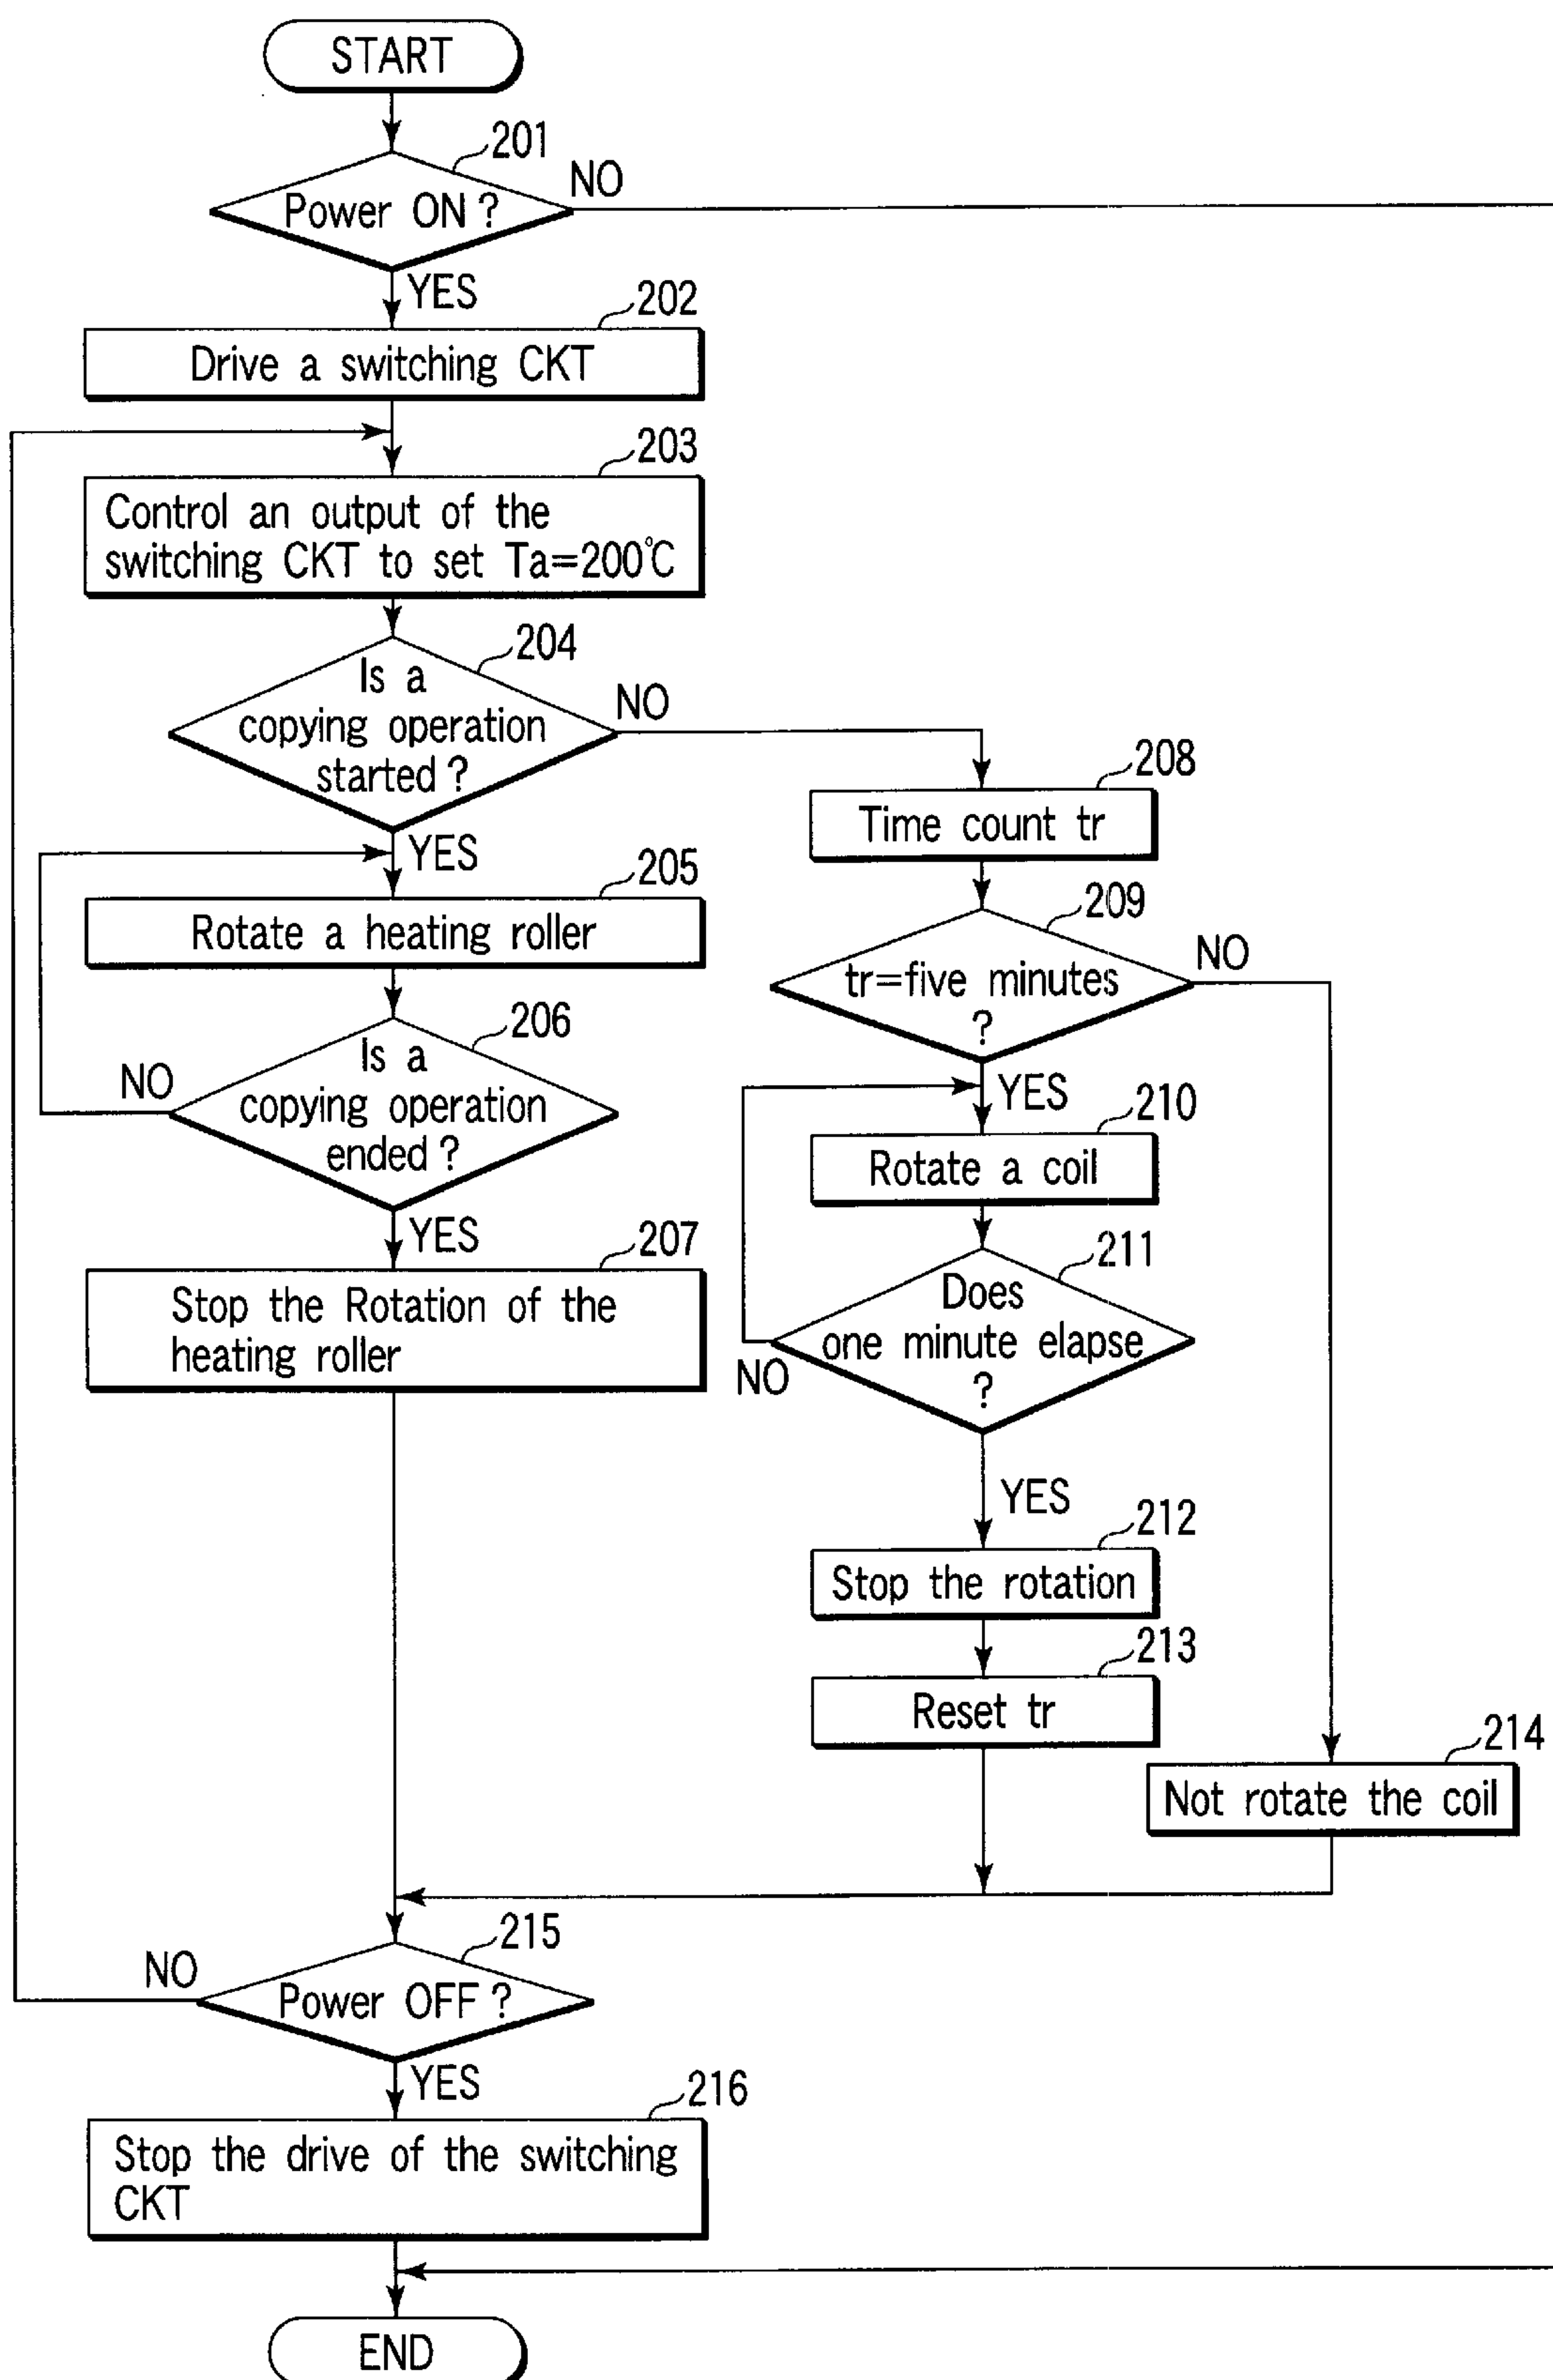 START
201
Power ON ?
NO
YES
202
Drive a switching CKT
203
Control an output of the
switching CKT to set Ta=200°C
204
Is a
copying operation
started ?
NO
YES
205
Rotate a heating roller
206
Is a
copying operation
ended ?
NO
YES
207
Stop the Rotation of the
heating roller
208
Time count tr
209
tr=five minutes
?
NO
YES
210
Rotate a coil
211
Does
one minute elapse
?
NO
YES
212
Stop the rotation
213
Reset tr
214
Not rotate the coil
215
Power OFF ?
NO
YES
216
Stop the drive of the switching
CKT
END